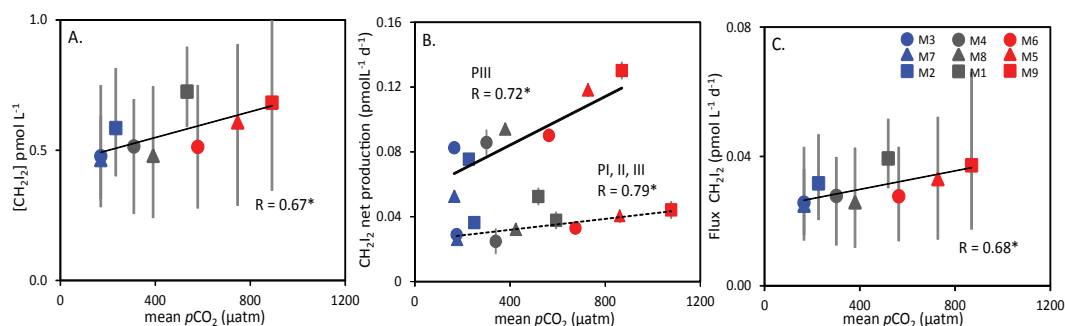 A.
[CH₂I₂] pmol L⁻¹
1.0
0.5
0.0
R = 0.67*
0
400
800
1200
mean pCO₂ (µatm)
B.
CH₂I₂ net production (pmolL⁻¹ d⁻¹)
0.16
0.12
0.08
0.04
0
PIII
R = 0.72*
PI, II, III
R = 0.79*
0
400
800
1200
mean pCO₂ (µatm)
C.
Flux CH₂I₂ (pmol L⁻¹ d⁻¹)
0.08
0.04
0.00
M3 M4 M6
M7 M8 M5
M2 M1 M9
R = 0.68*
0
400
800
1200
mean pCO₂ (µatm)